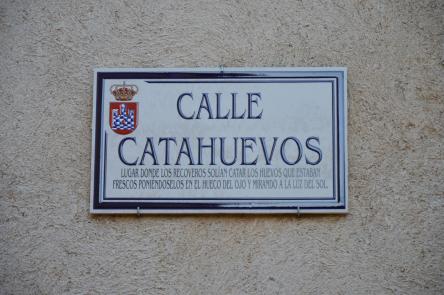 CALLE
CATAHUEVOS
LUGAR DONDE LOS RECOVEROS SOLÍAN CATAR LOS HUEVOS QUE ESTABAN
FRESCOS PONIÉNDOSELOS EN EL HUECO DEL OJO Y MIRANDO A LA LUZ DEL SOL.